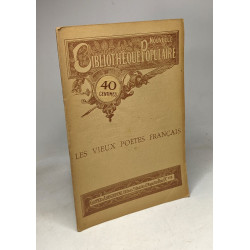 NOUVELLE
BIBLIOTHÈQUE POPULAIRE
40
CENTIMES
LES VIEUX POÈTES FRANÇAIS